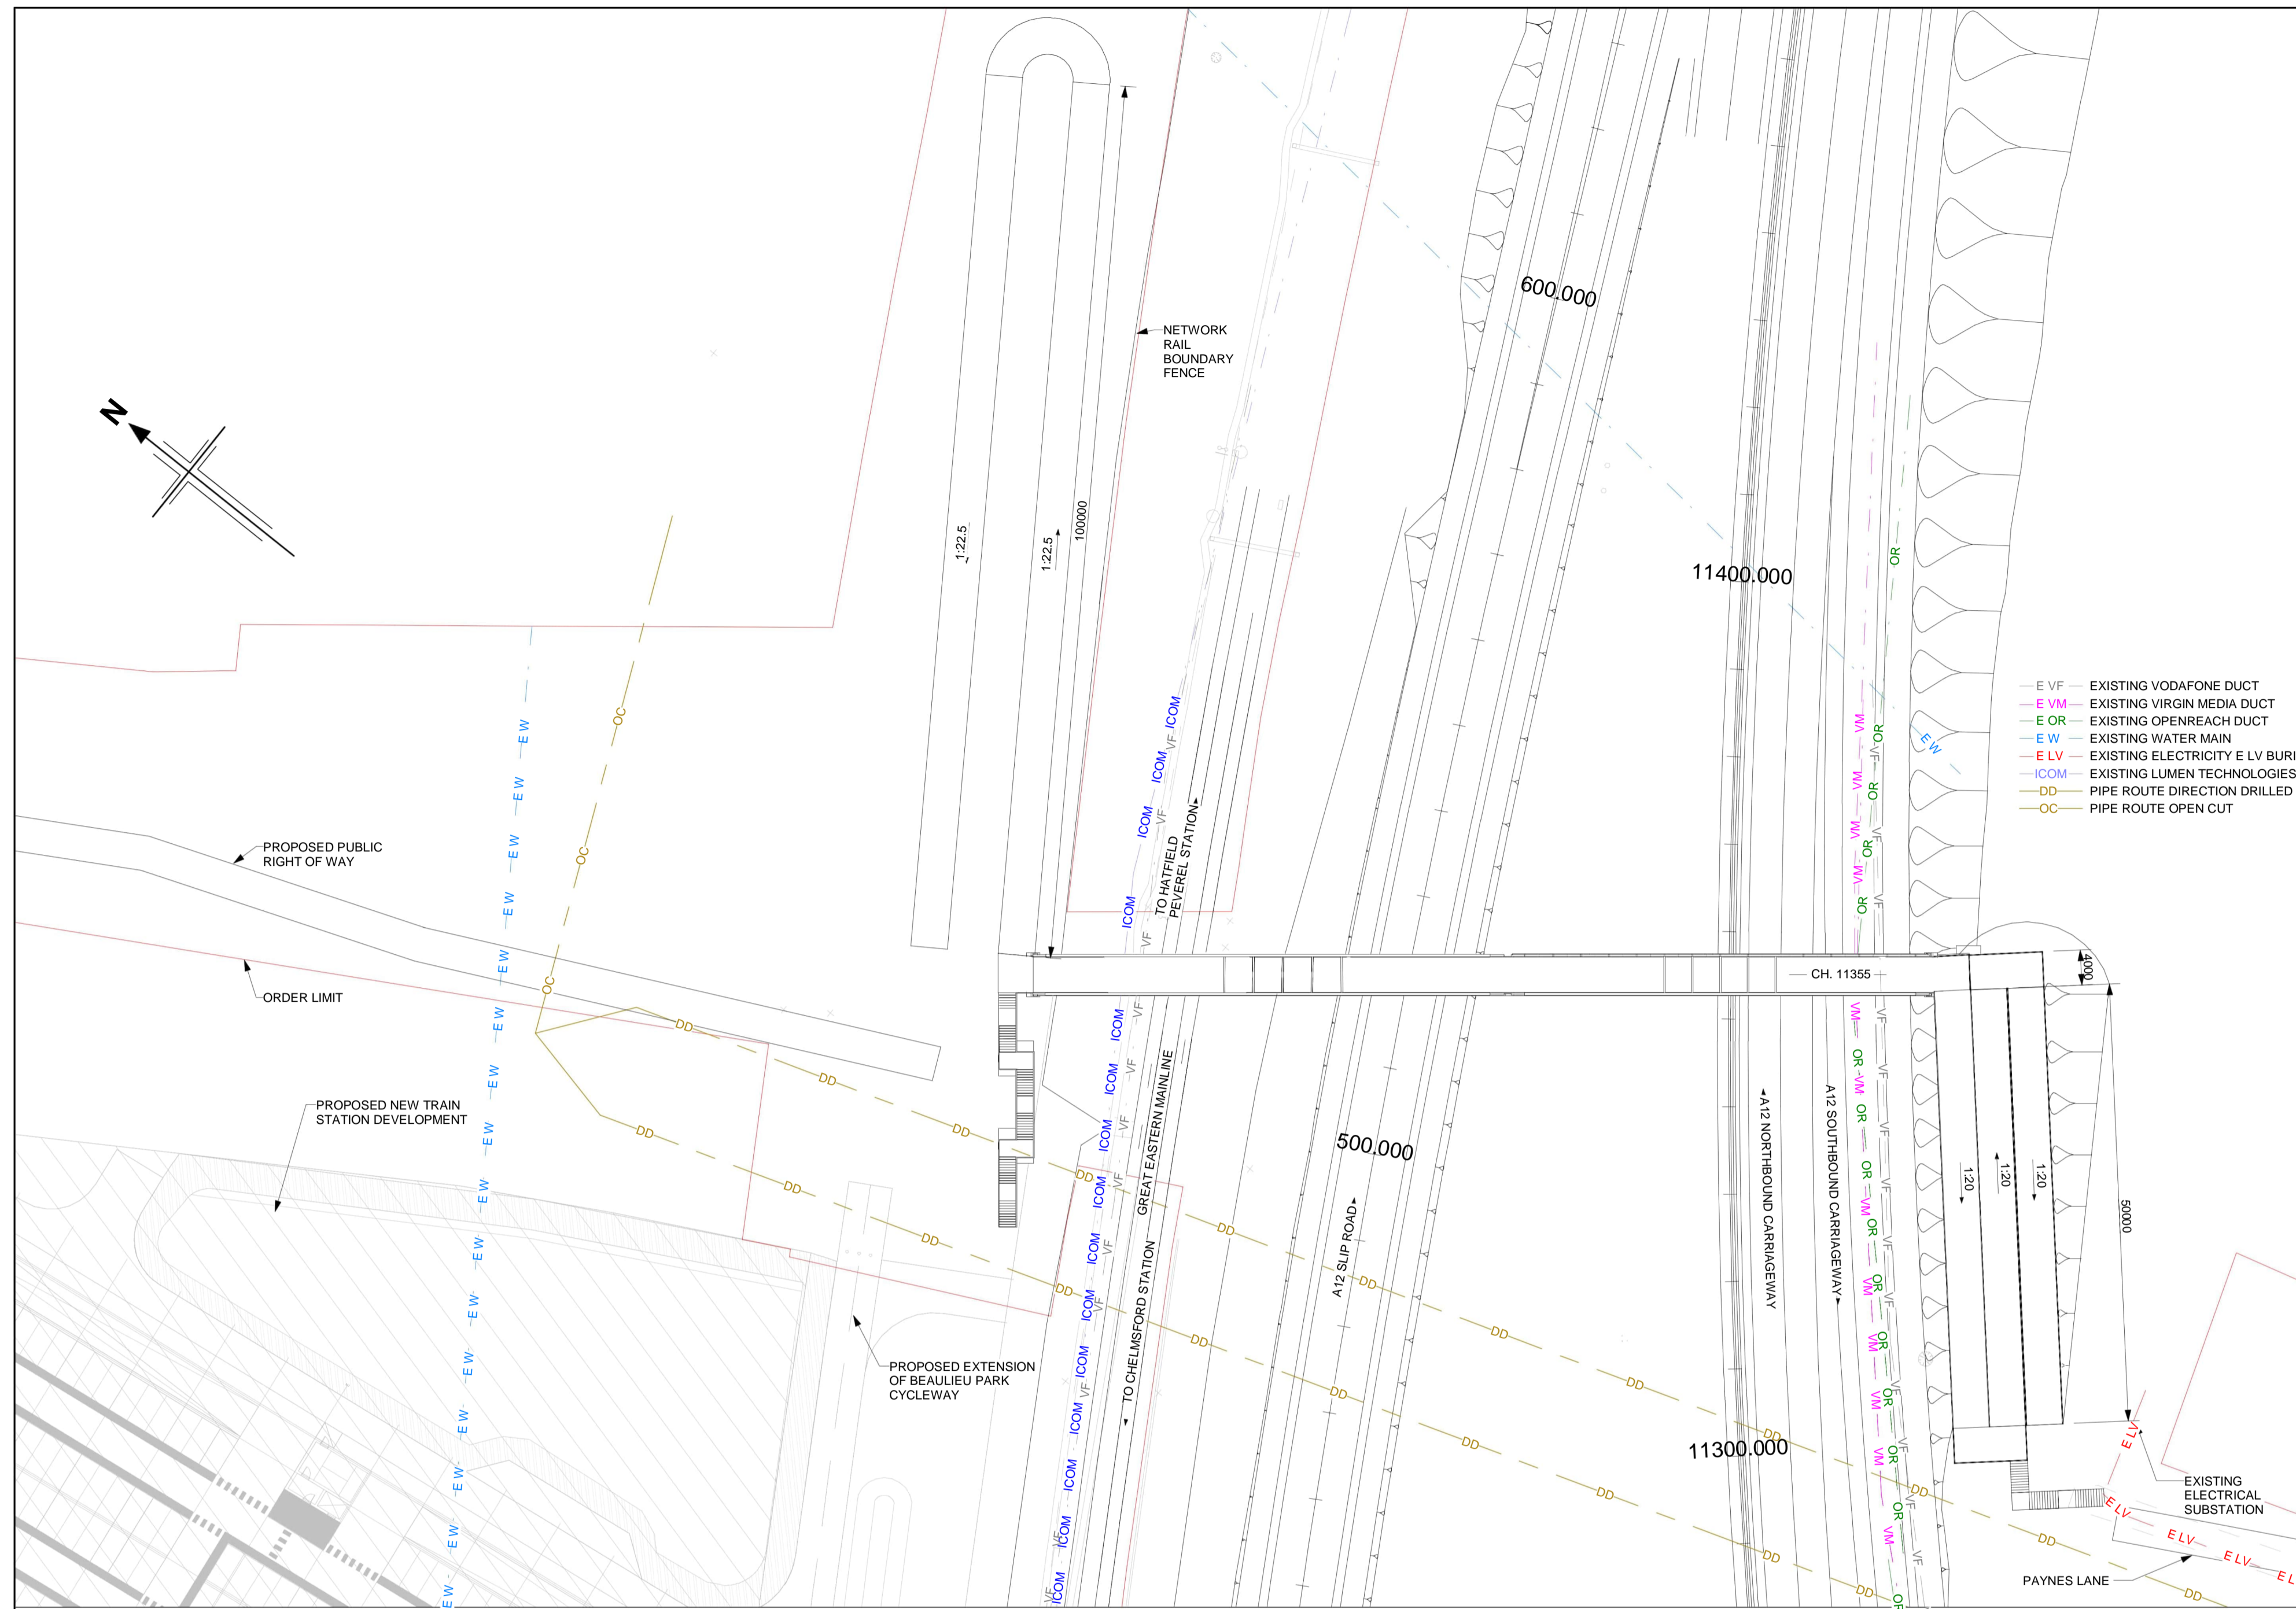 N
NETWORK
RAIL
BOUNDARY
FENCE
600.000
1:22.5
1:22.5
100000
11400.000
E VF EXISTING VODAFONE DUCT
E VM EXISTING VIRGIN MEDIA DUCT
E OR EXISTING OPENREACH DUCT
E W EXISTING WATER MAIN
E LV EXISTING ELECTRICITY E LV BURI
ICOM EXISTING LUMEN TECHNOLOGIES
DD PIPE ROUTE DIRECTION DRILLED
OC PIPE ROUTE OPEN CUT
PROPOSED PUBLIC
RIGHT OF WAY
TO HATFIELD
PEVEREL STATION
ORDER LIMIT
CH. 11355
4000
PROPOSED NEW TRAIN
STATION DEVELOPMENT
GREAT EASTERN MAINLINE
TO CHELMSFORD STATION
500.000
A12 SLIP ROAD
A12 NORTHBOUND CARRIAGEWAY
A12 SOUTHBOUND CARRIAGEWAY
1:20
1:20
1:20
50000
PROPOSED EXTENSION
OF BEAULIEU PARK
CYCLEWAY
11300.000
EXISTING
ELECTRICAL
SUBSTATION
PAYNES LANE
E W
OC
DD
ICOM
VF
VM
OR
E LV